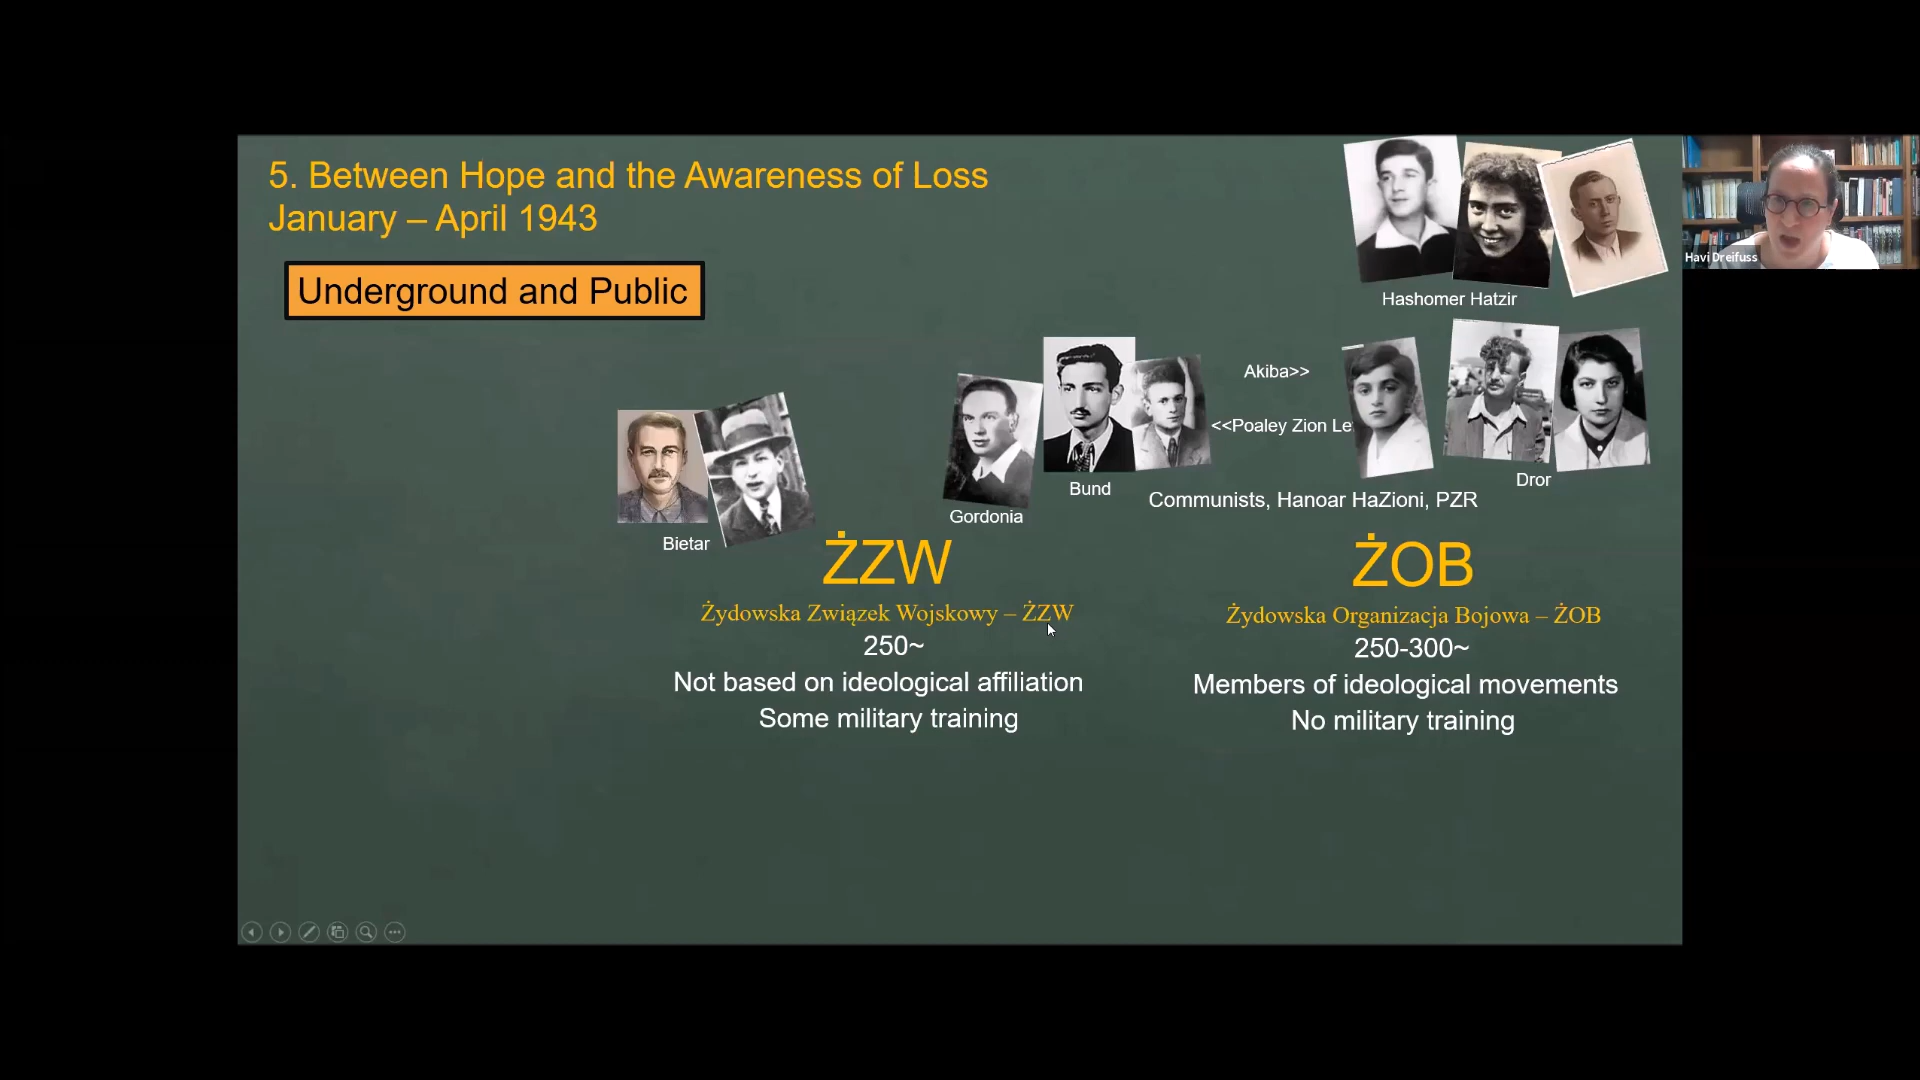 5. Between Hope and the Awareness of Loss
January – April 1943
Underground and Public
Havi Dreifuss
Hashomer Hatzir
Akiba>>
<<Poaley Zion Le
Dror
Bund
Communists, Hanoar HaZioni, PZR
Gordonia
Bietar
ŻZW
Żydowska Związek Wojskowy – ŻZW
250~
Not based on ideological affiliation
Some military training
ŻOB
Żydowska Organizacja Bojowa – ŻOB
250-300~
Members of ideological movements
No military training